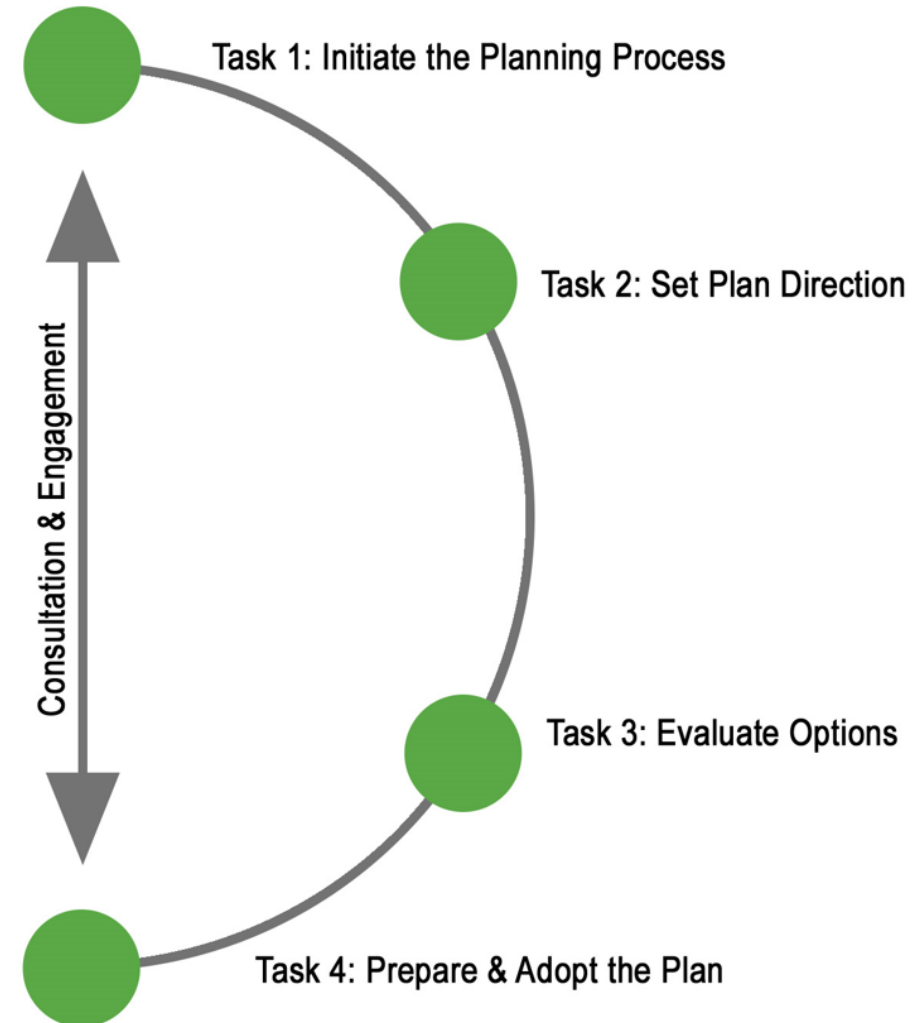 Task 1: Initiate the Planning Process
Task 2: Set Plan Direction
Consultation & Engagement
Task 3: Evaluate Options
Task 4: Prepare & Adopt the Plan